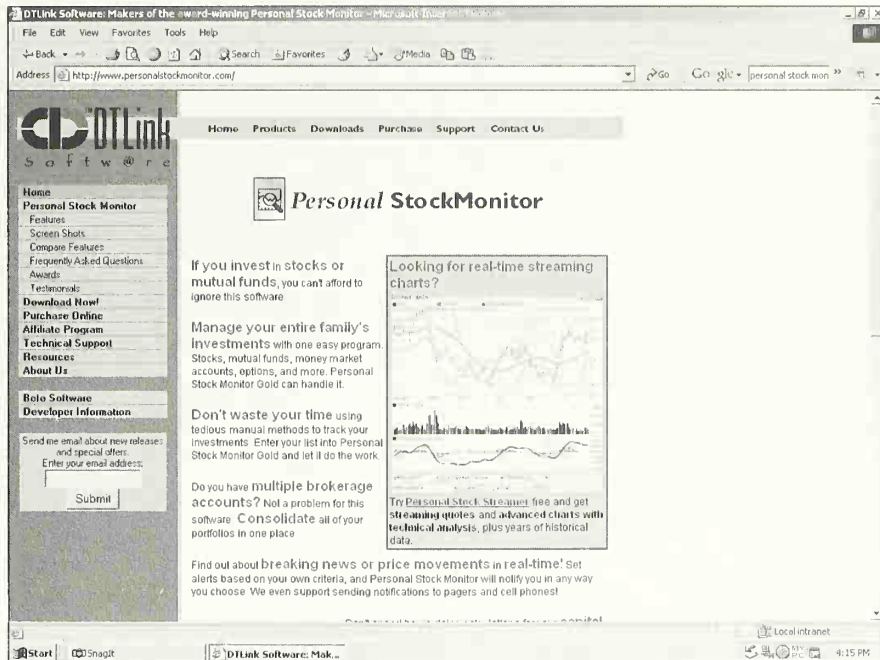 DTLink Software: Makers of the award-winning Personal Stock Monitor - Microsoft Internet
File Edit View Favorites Tools Help
Back Search Favorites Media
Address http://www.personalstockmonitor.com/ Go Google personal stock mon
DTLink
Softw@re
Home Products Downloads Purchase Support Contact Us
Personal StockMonitor
Home
Personal Stock Monitor
Features
Screen Shots
Compare Features
Frequently Asked Questions
Awards
Testimonials
Download Now!
Purchase Online
Affiliate Program
Technical Support
Resources
About Us
Bolo Software
Developer Information
Send me email about new releases
and special offers.
Enter your email address:
Submit
If you invest in stocks or
mutual funds, you can't afford to
ignore this software
Manage your entire family's
investments with one easy program.
Stocks, mutual funds, money market
accounts, options, and more. Personal
Stock Monitor Gold can handle it.
Don't waste your time using
tedious manual methods to track your
investments. Enter your list into Personal
Stock Monitor Gold and let it do the work
Do you have multiple brokerage
accounts? Not a problem for this
software. Consolidate all of your
portfolios in one place
Looking for real-time streaming
charts?
Try Personal Stock Streamer free and get
streaming quotes and advanced charts with
technical analysis, plus years of historical
data.
Find out about breaking news or price movements in real-time! Set
alerts based on your own criteria, and Personal Stock Monitor will notify you in any way
you choose. We even support sending notifications to pagers and cell phones!
Local intranet
Start SnagIt DTLink Software: Mak... 4:15 PM